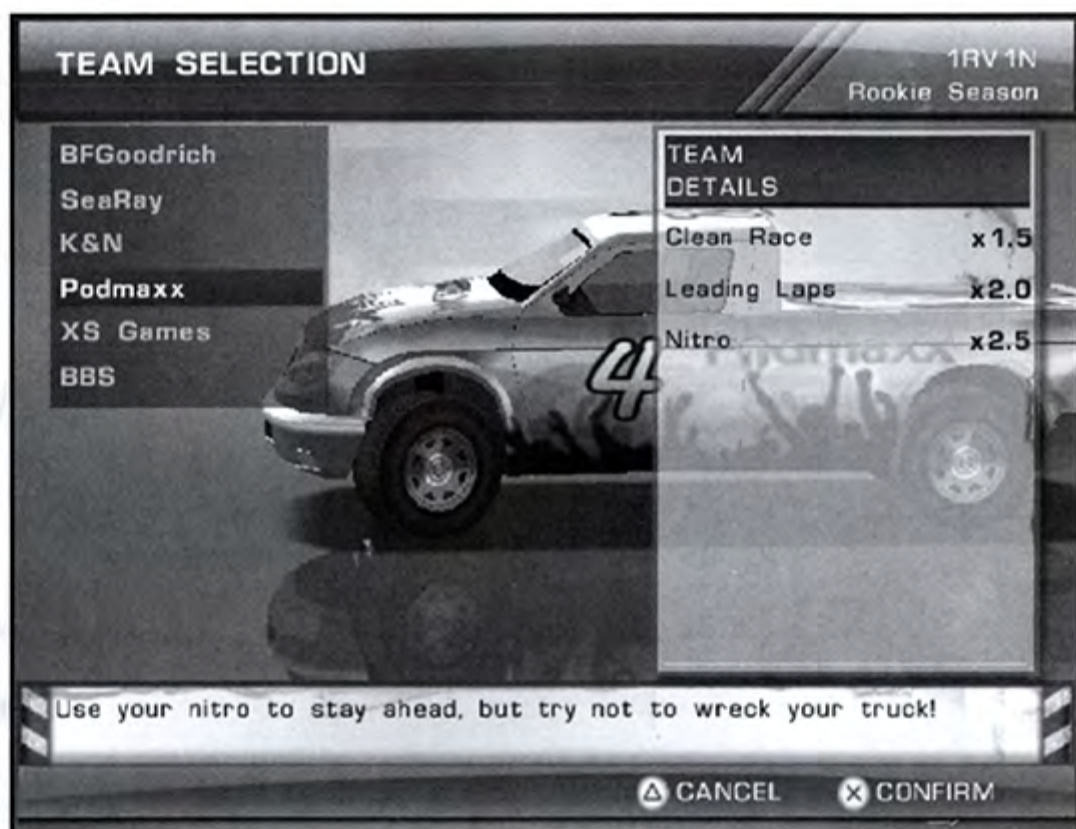 TEAM SELECTION
1RV1N
Rookie Season
BFGoodrich
SeaRay
K&N
Podmaxx
XS Games
BBS
TEAM
DETAILS
Clean Race x1.5
Leading Laps x2.0
Nitro x2.5
4
Podmaxx
Use your nitro to stay ahead, but try not to wreck your truck!
CANCEL
CONFIRM